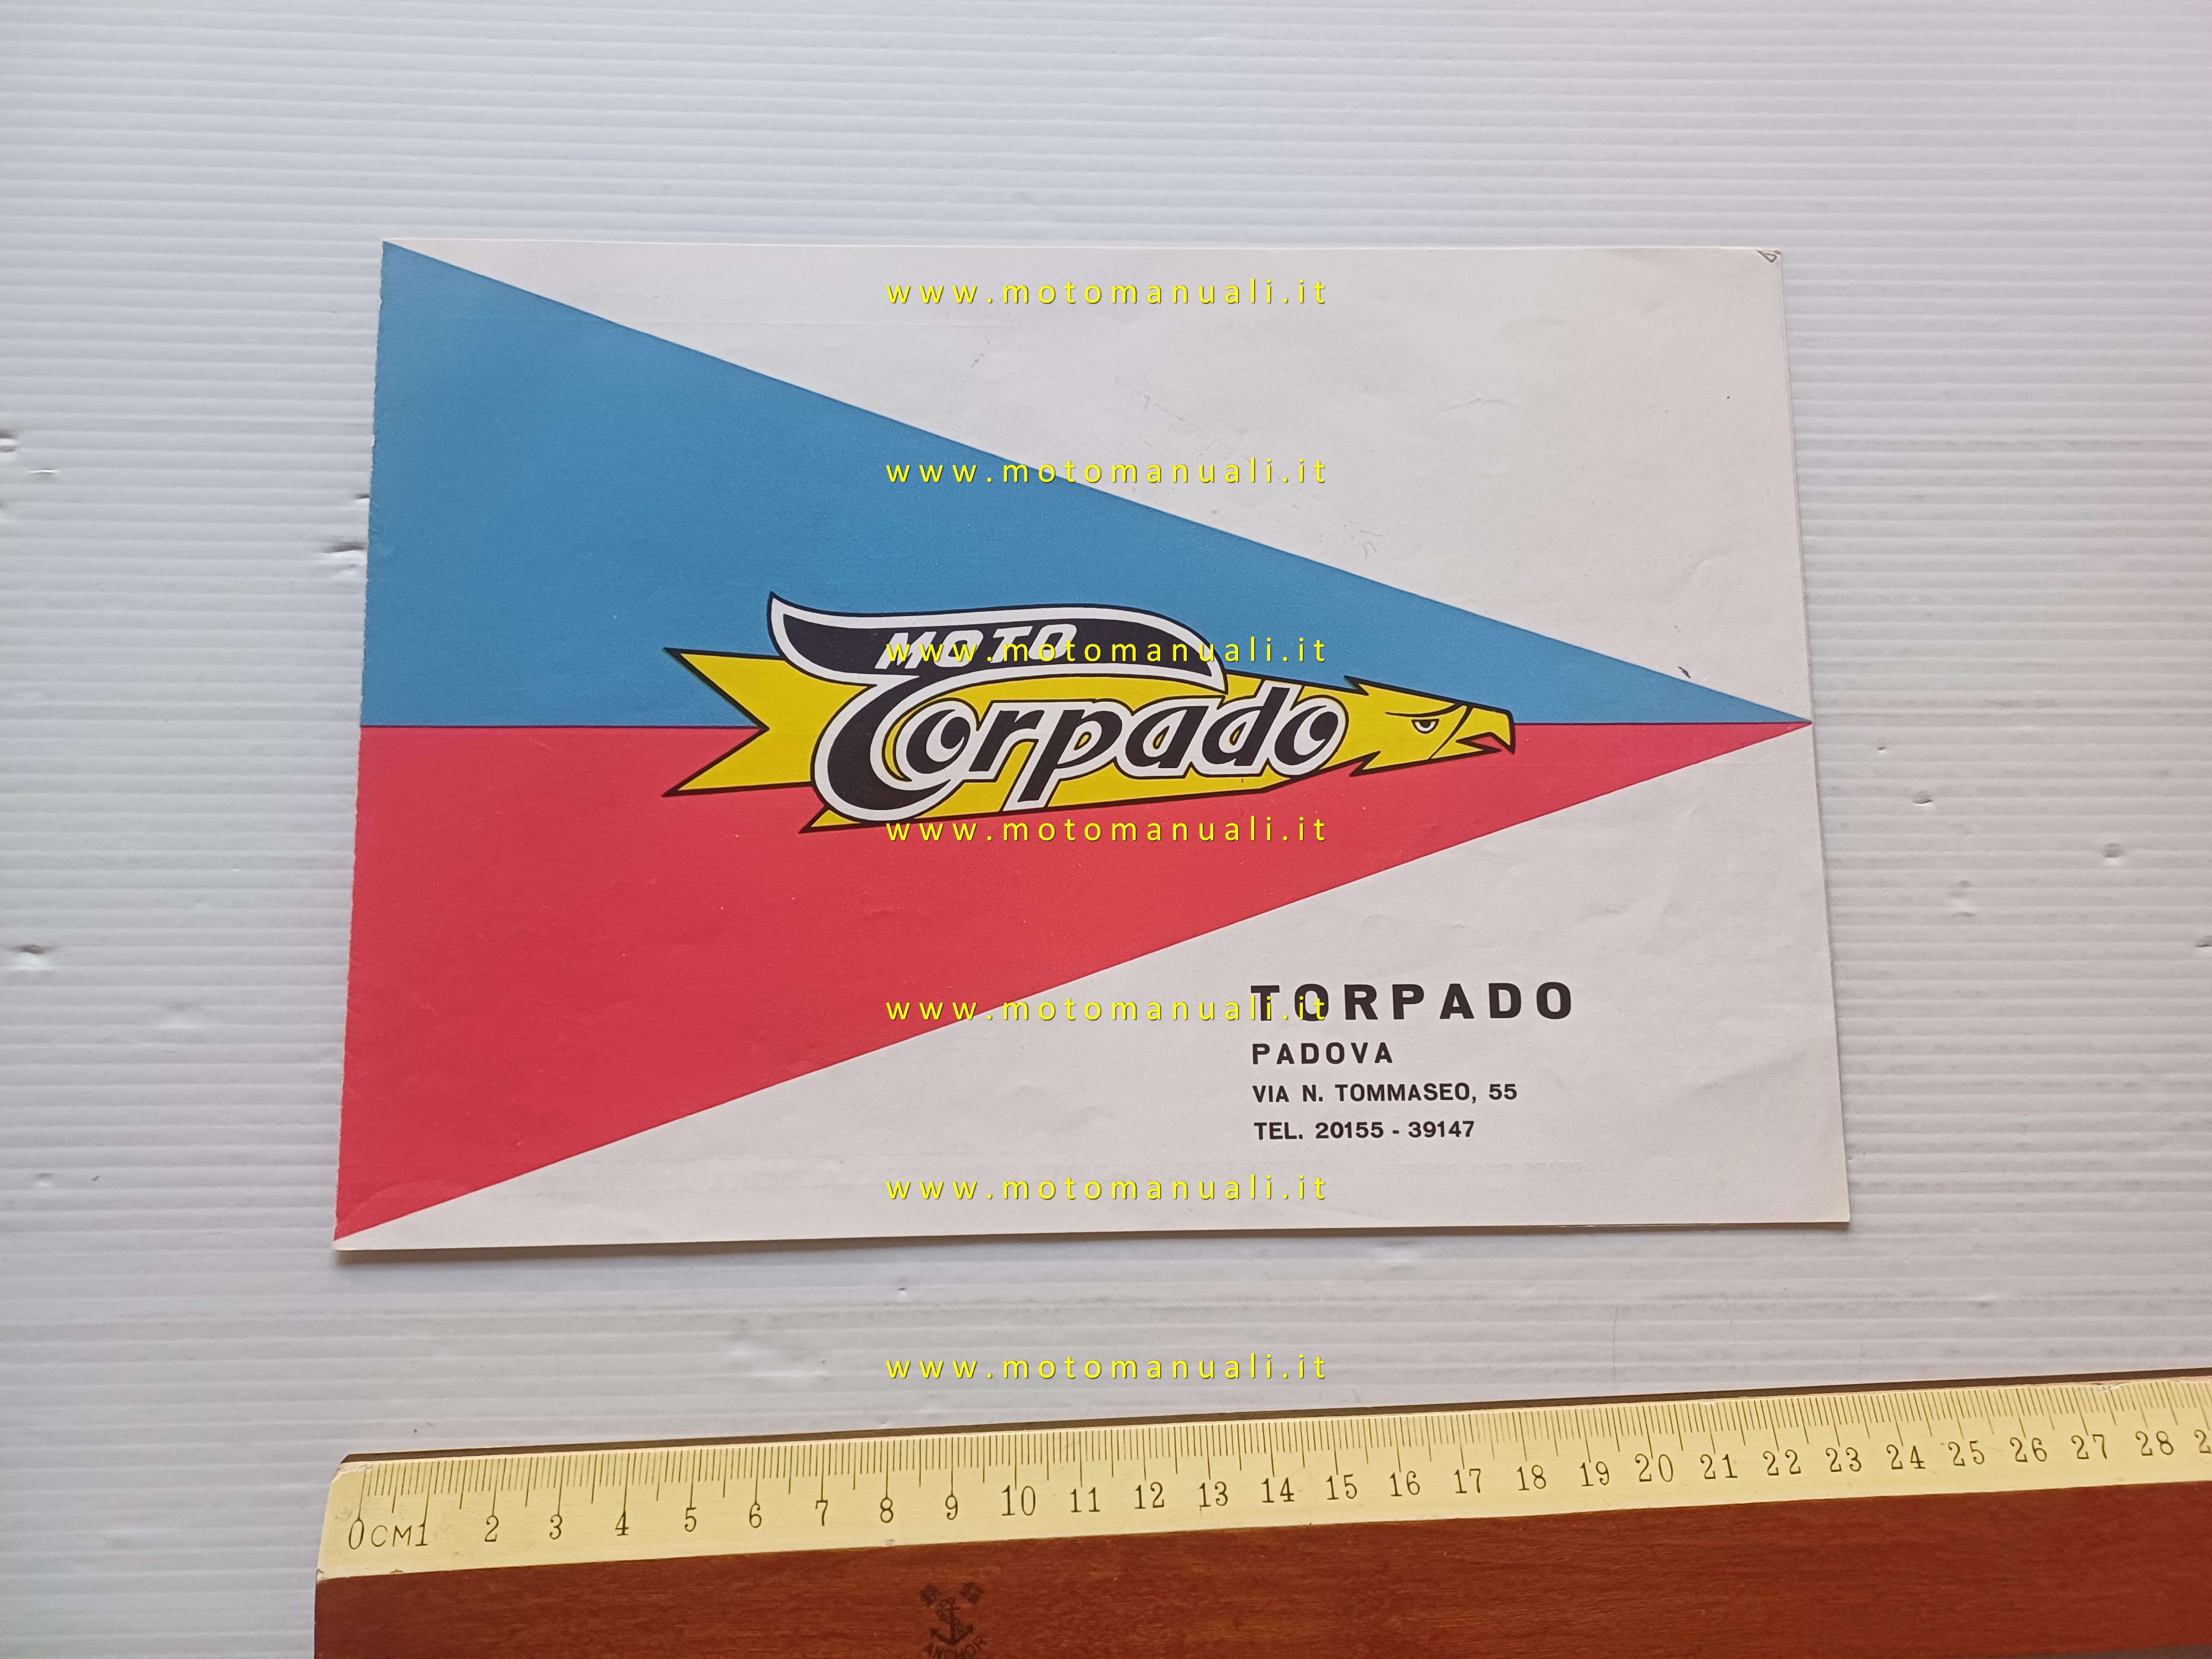 www.motomanuali.it
www.motomanuali.it
MOTO
www.motomanuali.it
Torpado
www.motomanuali.it
TORPADO
www.motomanuali.it
PADOVA
VIA N. TOMMASEO, 55
TEL. 20155 - 39147
www.motomanuali.it
www.motomanuali.it
0CM1 2 3 4 5 6 7 8 9 10 11 12 13 14 15 16 17 18 19 20 21 22 23 24 25 26 27 28 2
ANCHOR